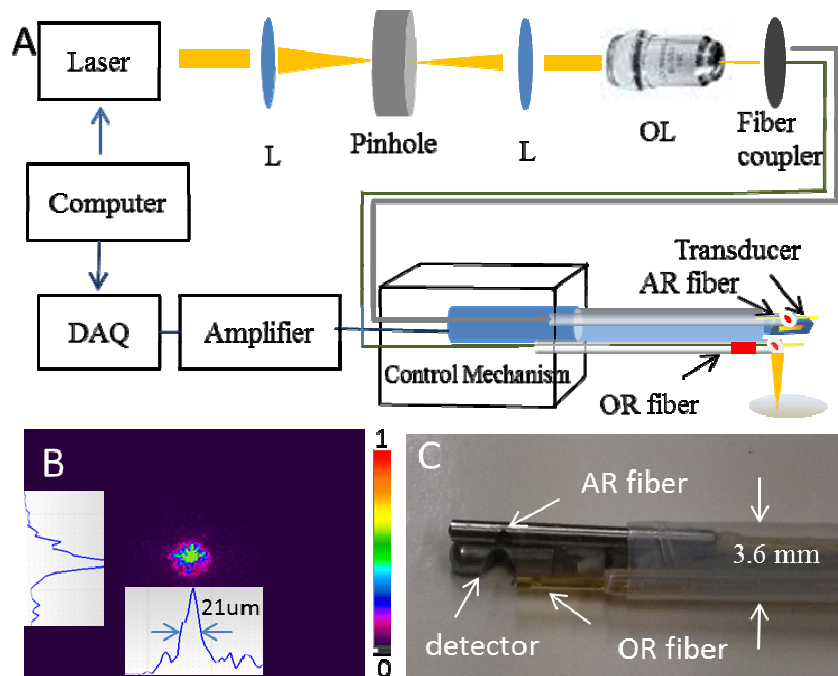 A
Laser
L
Pinhole
L
OL
Fiber
coupler
Computer
Transducer
AR fiber
DAQ
Amplifier
Control Mechanism
OR fiber
B
21um
1
0
C
AR fiber
3.6 mm
detector
OR fiber